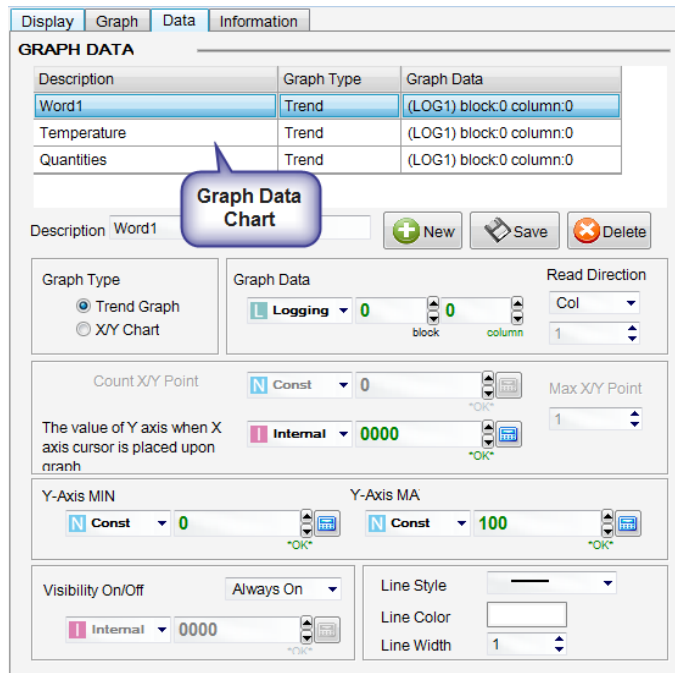 Display Graph Data Information
GRAPH DATA
Description Graph Type Graph Data
Word1 Trend (LOG1) block:0 column:0
Temperature Trend (LOG1) block:0 column:0
Quantities Trend (LOG1) block:0 column:0
Graph Data
Chart
Description Word1 New Save Delete
Graph Type Graph Data Read Direction
Trend Graph L Logging 0 0 Col
X/Y Chart block column 1
Count X/Y Point N Const 0 Max X/Y Point
*OK*
The value of Y axis when X I Internal 0000 1
axis cursor is placed upon *OK*
graph
Y-Axis MIN Y-Axis MA
N Const 0 N Const 100
*OK* *OK*
Visibility On/Off Always On Line Style
I Internal 0000 Line Color
*OK* Line Width 1